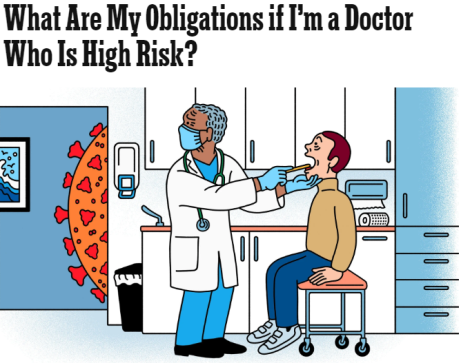 What Are My Obligations if I’m a Doctor
Who Is High Risk?